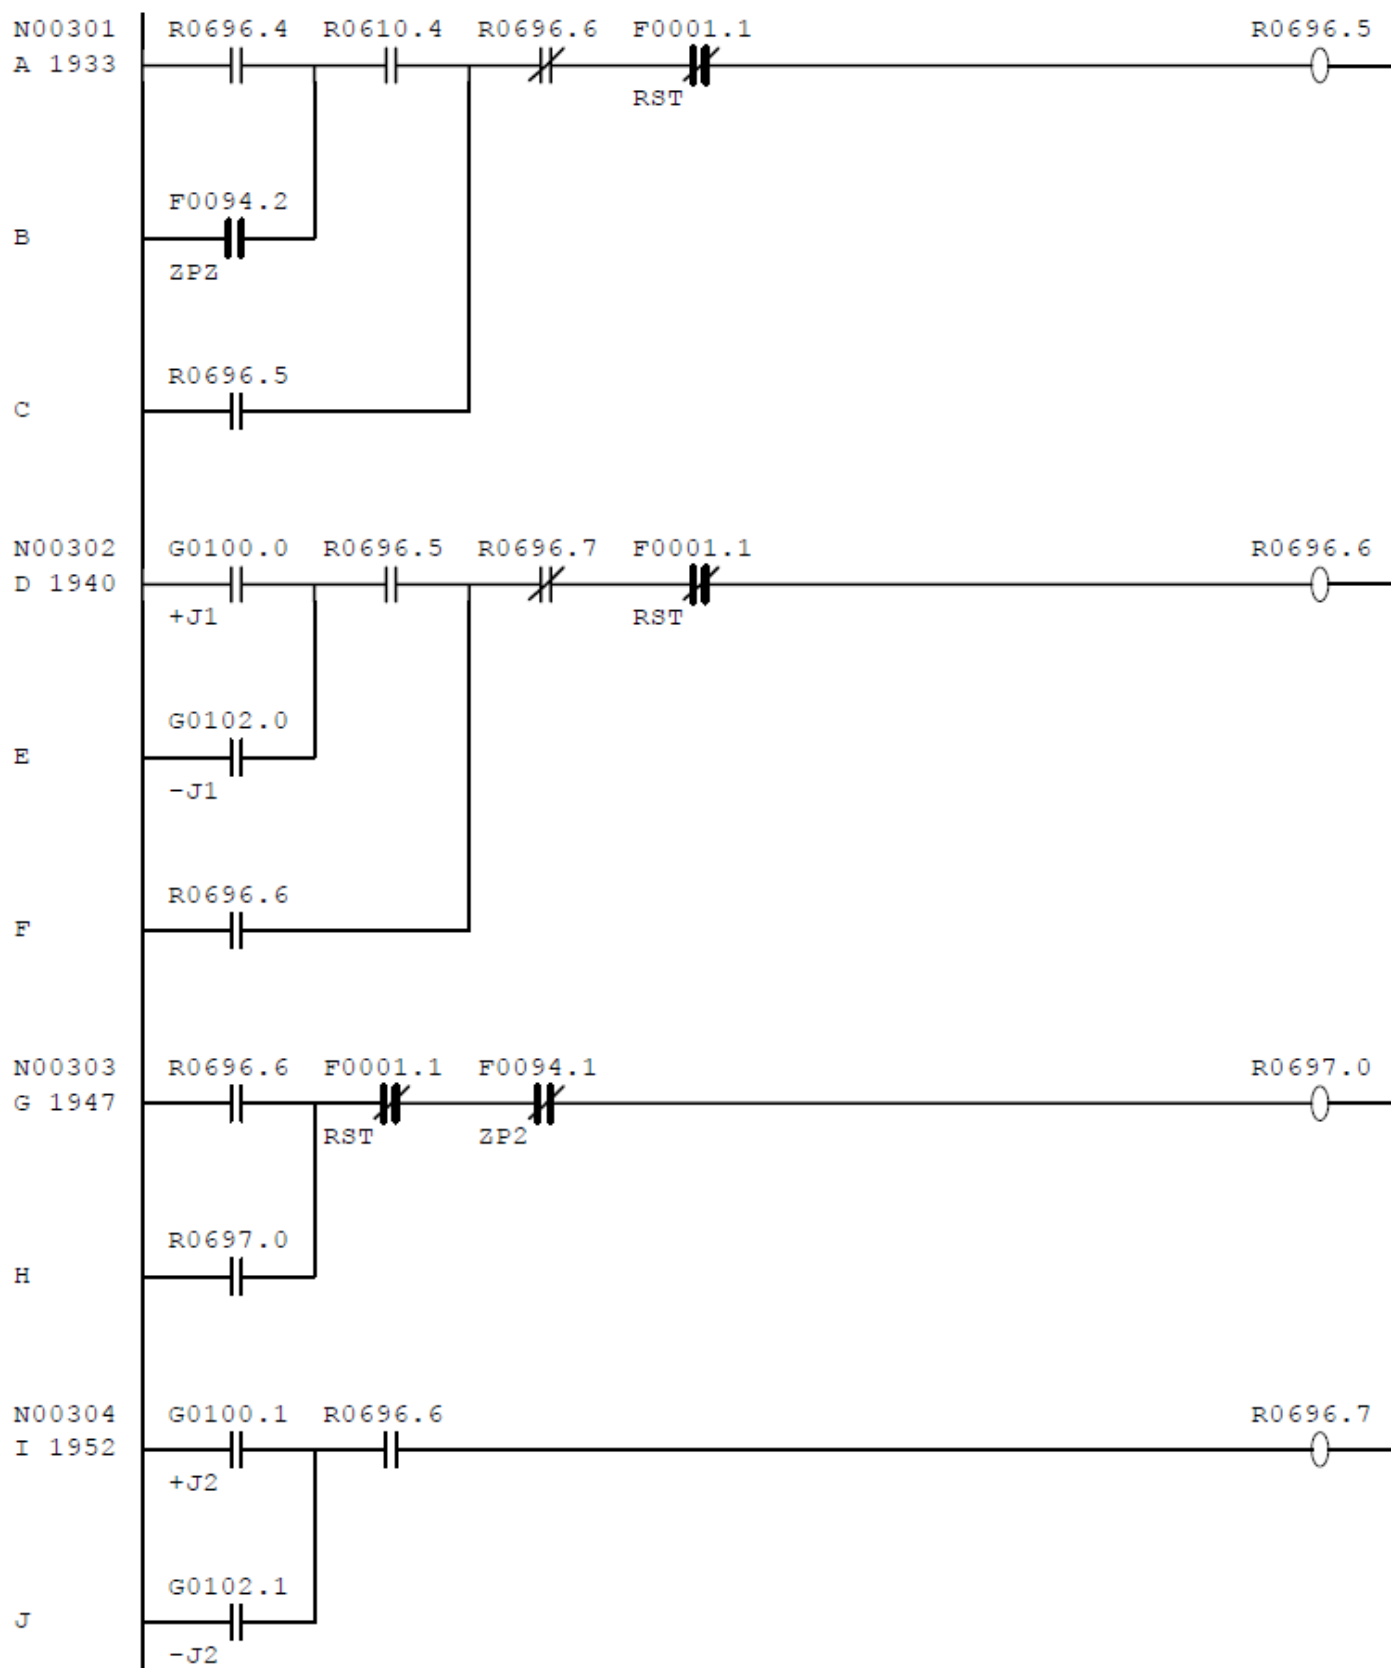 N00301 R0696.4 R0610.4 R0696.6 F0001.1 R0696.5
A 1933
RST
F0094.2
B
ZPZ
R0696.5
C
N00302 G0100.0 R0696.5 R0696.7 F0001.1 R0696.6
D 1940
+J1 RST
G0102.0
E
-J1
R0696.6
F
N00303 R0696.6 F0001.1 F0094.1 R0697.0
G 1947
RST ZP2
R0697.0
H
N00304 G0100.1 R0696.6 R0696.7
I 1952
+J2
G0102.1
J
-J2